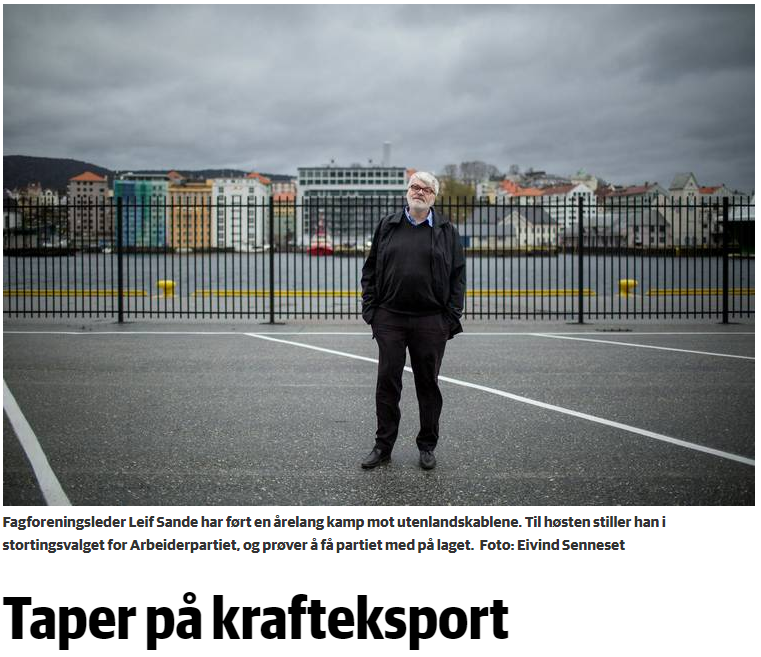 Fagforeningsleder Leif Sande har ført en årelang kamp mot utenlandskablene. Til høsten stiller han i
stortingsvalget for Arbeiderpartiet, og prøver å få partiet med på laget.  Foto: Eivind Senneset
Taper på krafteksport